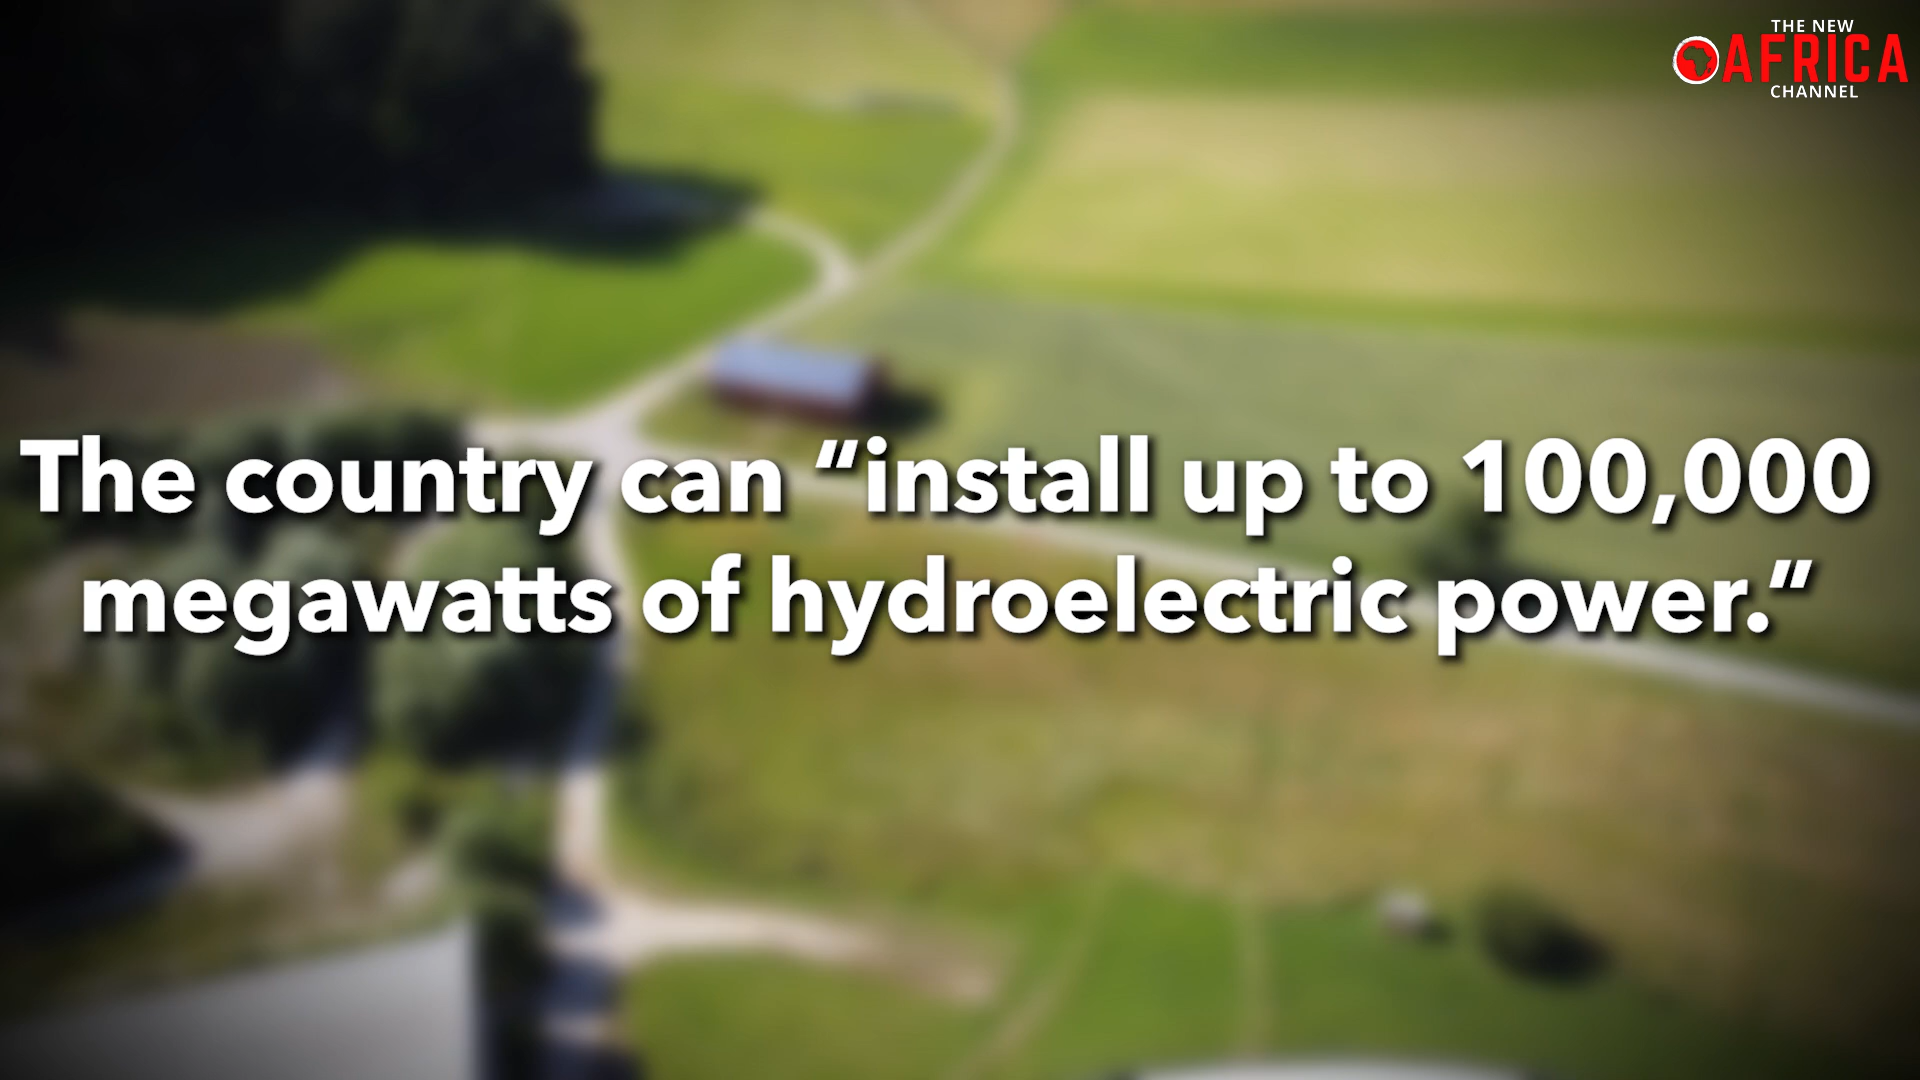 THE NEW
AFRICA
CHANNEL
The country can “install up to 100,000
megawatts of hydroelectric power.“